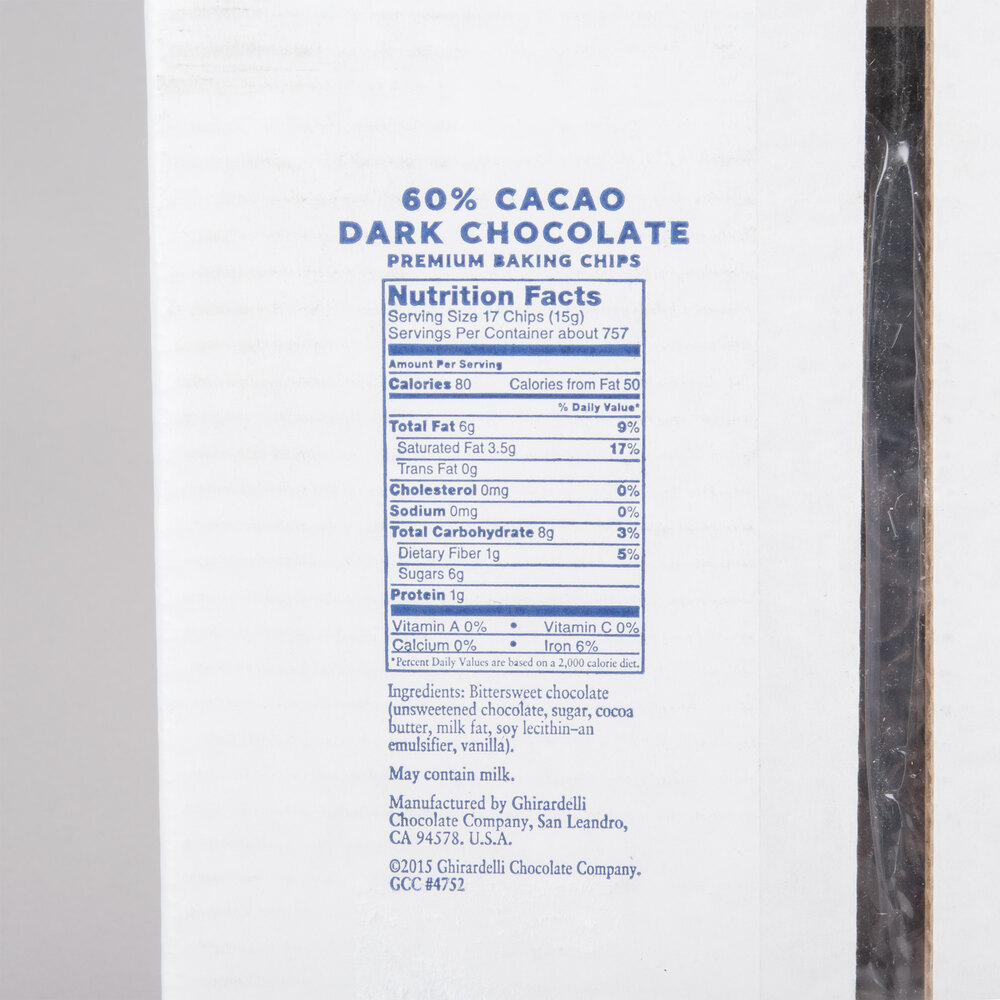 60% CACAO
DARK CHOCOLATE
PREMIUM BAKING CHIPS
Nutrition Facts
Serving Size 17 Chips (15g)
Servings Per Container about 757
Amount Per Serving
Calories 80 Calories from Fat 50
% Daily Value*
Total Fat 6g 9%
Saturated Fat 3.5g 17%
Trans Fat 0g
Cholesterol 0mg 0%
Sodium 0mg 0%
Total Carbohydrate 8g 3%
Dietary Fiber 1g 5%
Sugars 6g
Protein 1g
Vitamin A 0% • Vitamin C 0%
Calcium 0% • Iron 6%
*Percent Daily Values are based on a 2,000 calorie diet.
Ingredients: Bittersweet chocolate
(unsweetened chocolate, sugar, cocoa
butter, milk fat, soy lecithin–an
emulsifier, vanilla).
May contain milk.
Manufactured by Ghirardelli
Chocolate Company, San Leandro,
CA 94578. U.S.A.
©2015 Ghirardelli Chocolate Company.
GCC #4752